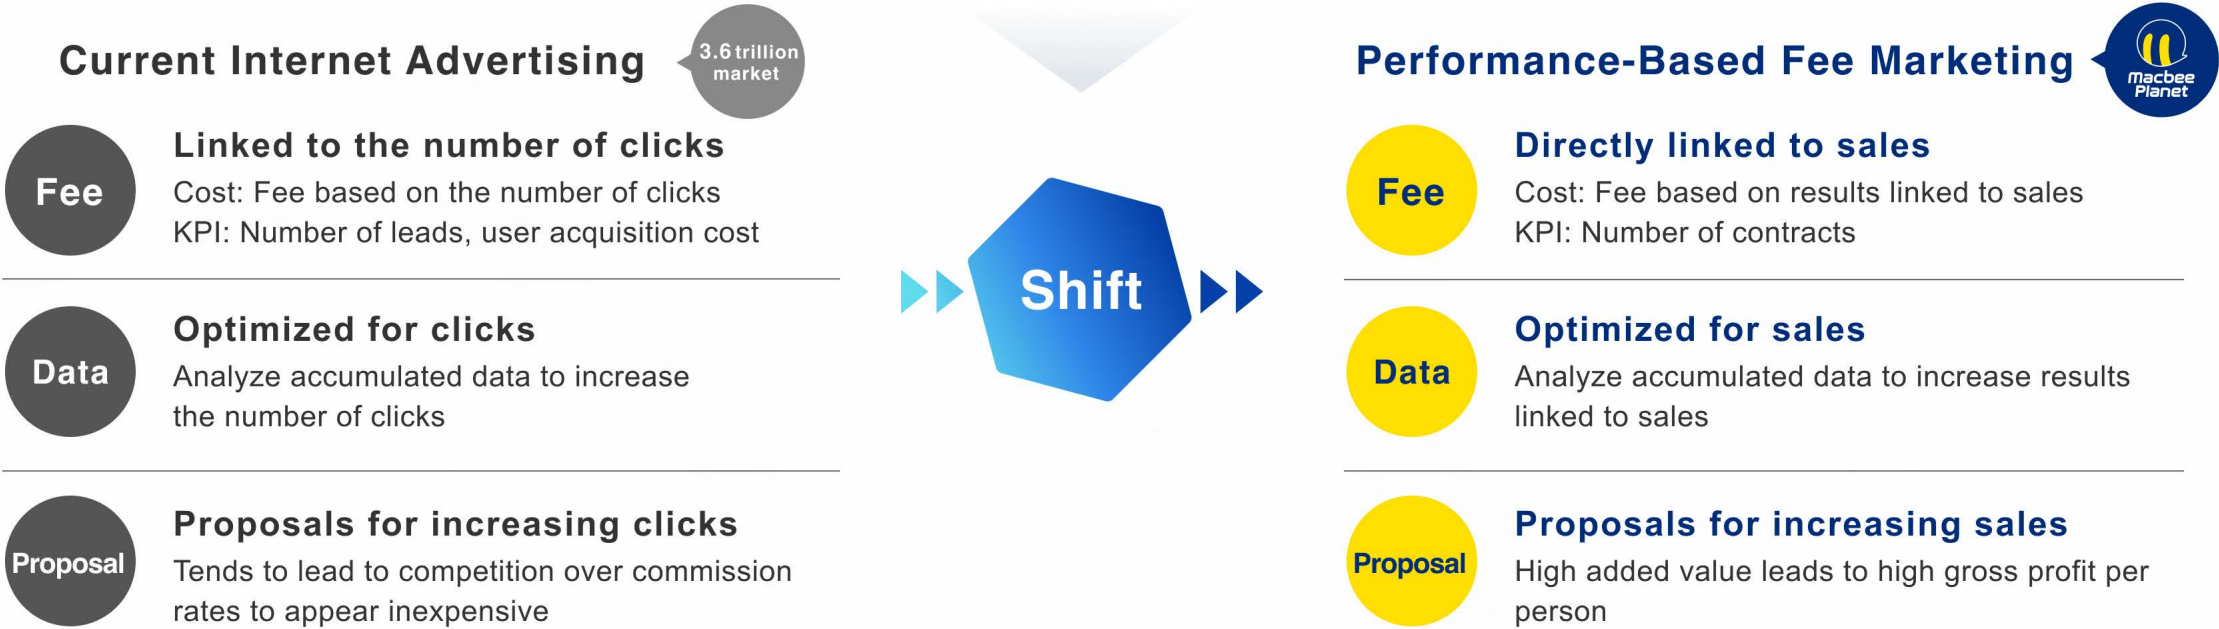 Current Internet Advertising
3.6 trillion
market
Fee
Linked to the number of clicks
Cost: Fee based on the number of clicks
KPI: Number of leads, user acquisition cost
Data
Optimized for clicks
Analyze accumulated data to increase
the number of clicks
Proposal
Proposals for increasing clicks
Tends to lead to competition over commission
rates to appear inexpensive
Shift
Performance-Based Fee Marketing
macbee
Planet
Fee
Directly linked to sales
Cost: Fee based on results linked to sales
KPI: Number of contracts
Data
Optimized for sales
Analyze accumulated data to increase results
linked to sales
Proposal
Proposals for increasing sales
High added value leads to high gross profit per
person